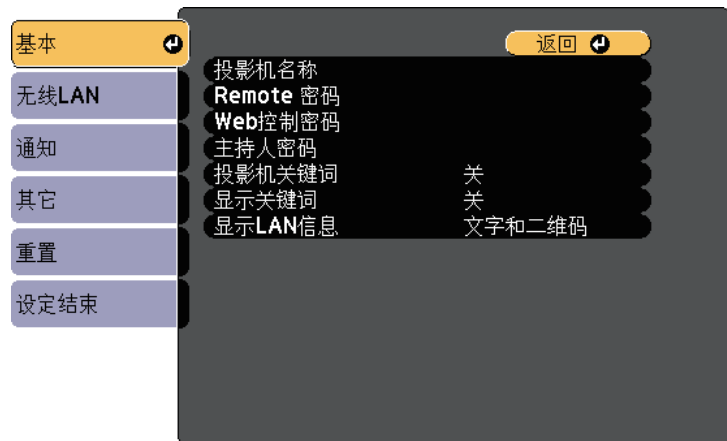 基本
无线LAN
通知
其它
重置
设定结束
返回
投影机名称
Remote 密码
Web控制密码
主持人密码
投影机关键词 关
显示关键词 关
显示LAN信息 文字和二维码